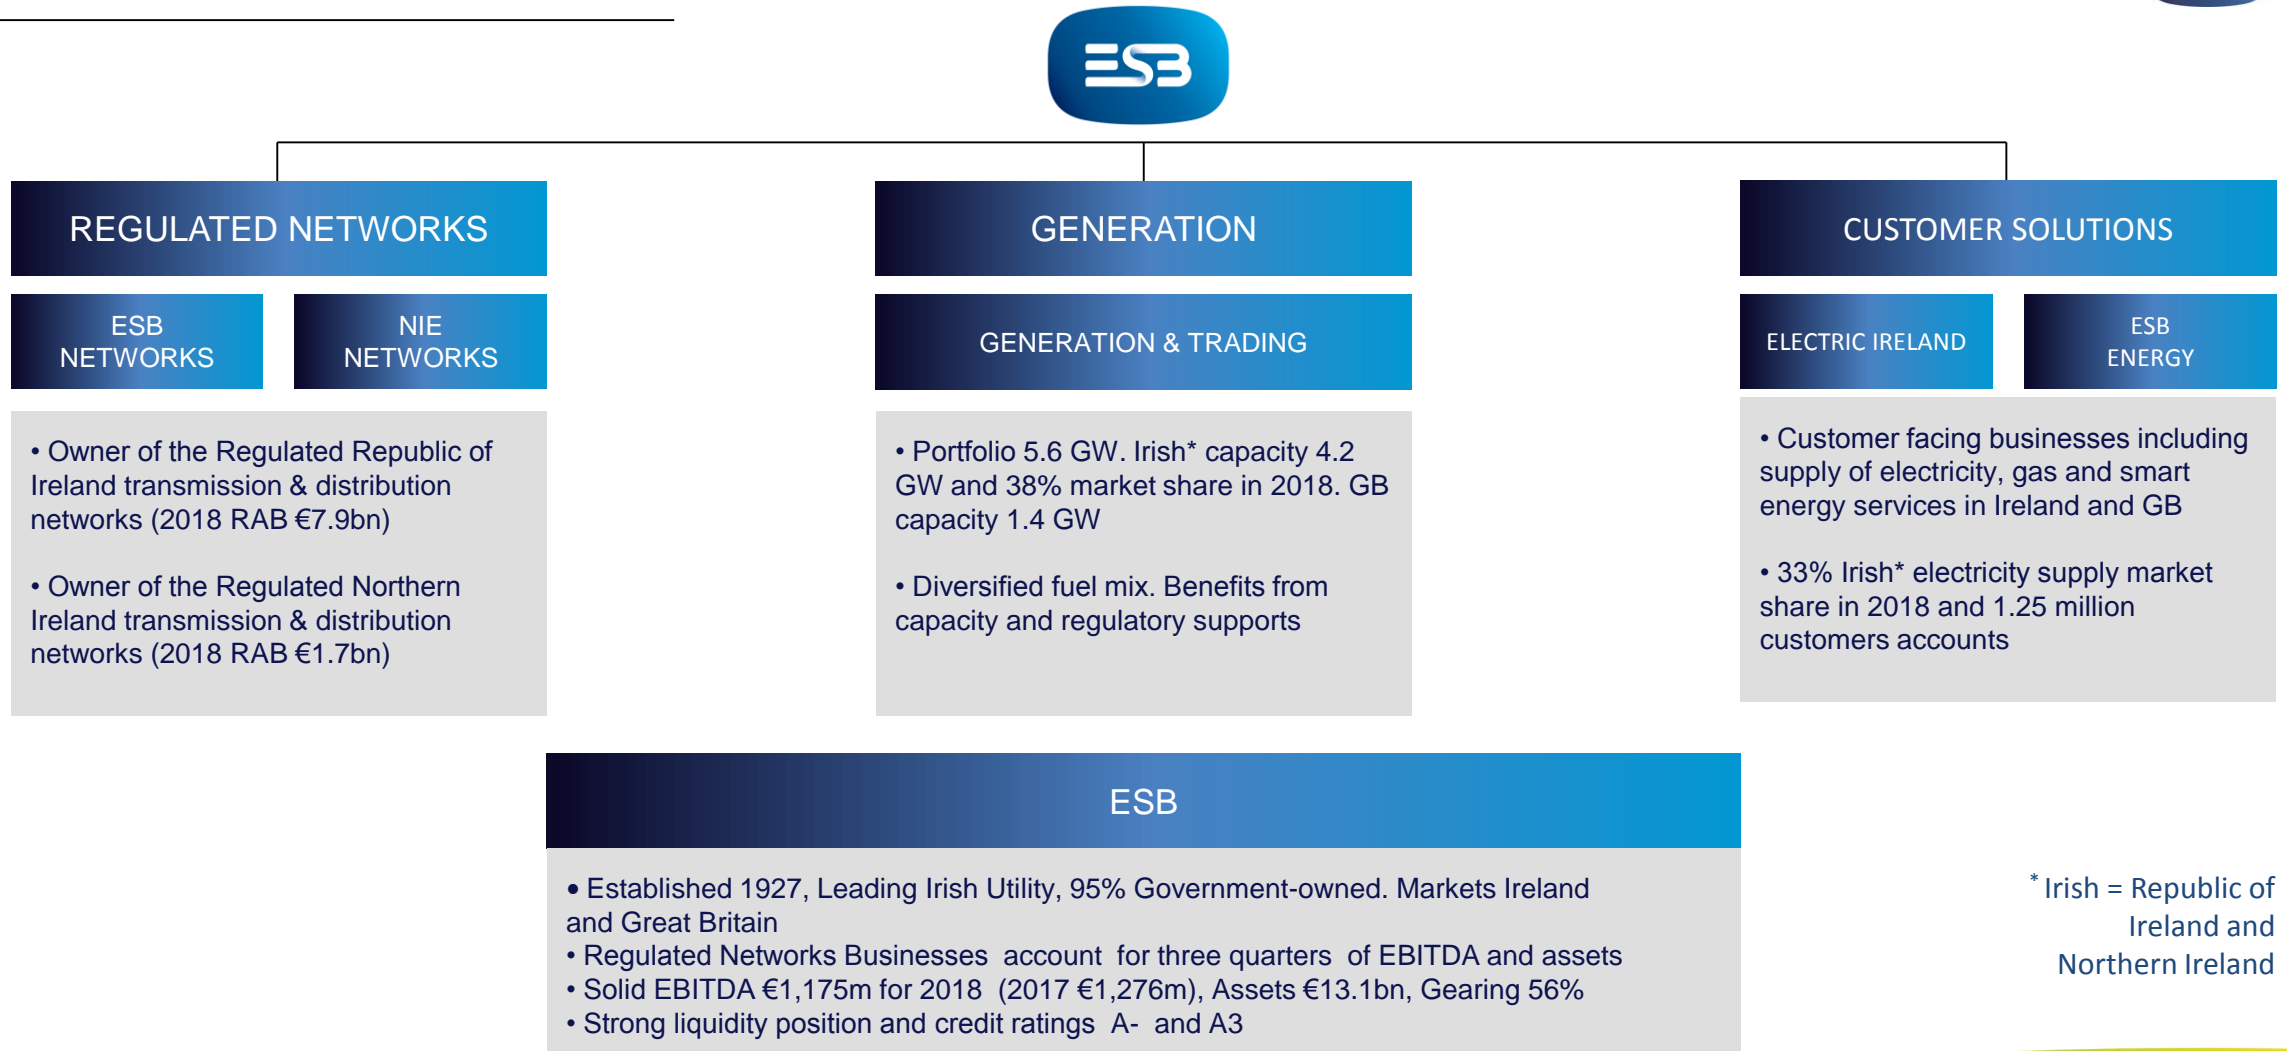 ESB
REGULATED NETWORKS
ESB
NETWORKS
NIE
NETWORKS
• Owner of the Regulated Republic of
Ireland transmission & distribution
networks (2018 RAB €7.9bn)
• Owner of the Regulated Northern
Ireland transmission & distribution
networks (2018 RAB €1.7bn)
GENERATION
GENERATION & TRADING
• Portfolio 5.6 GW. Irish* capacity 4.2
GW and 38% market share in 2018. GB
capacity 1.4 GW
• Diversified fuel mix. Benefits from
capacity and regulatory supports
CUSTOMER SOLUTIONS
ELECTRIC IRELAND
ESB
ENERGY
• Customer facing businesses including
supply of electricity, gas and smart
energy services in Ireland and GB
• 33% Irish* electricity supply market
share in 2018 and 1.25 million
customers accounts
ESB
• Established 1927, Leading Irish Utility, 95% Government-owned. Markets Ireland
and Great Britain
• Regulated Networks Businesses account for three quarters of EBITDA and assets
• Solid EBITDA €1,175m for 2018 (2017 €1,276m), Assets €13.1bn, Gearing 56%
• Strong liquidity position and credit ratings A- and A3
* Irish = Republic of
Ireland and
Northern Ireland